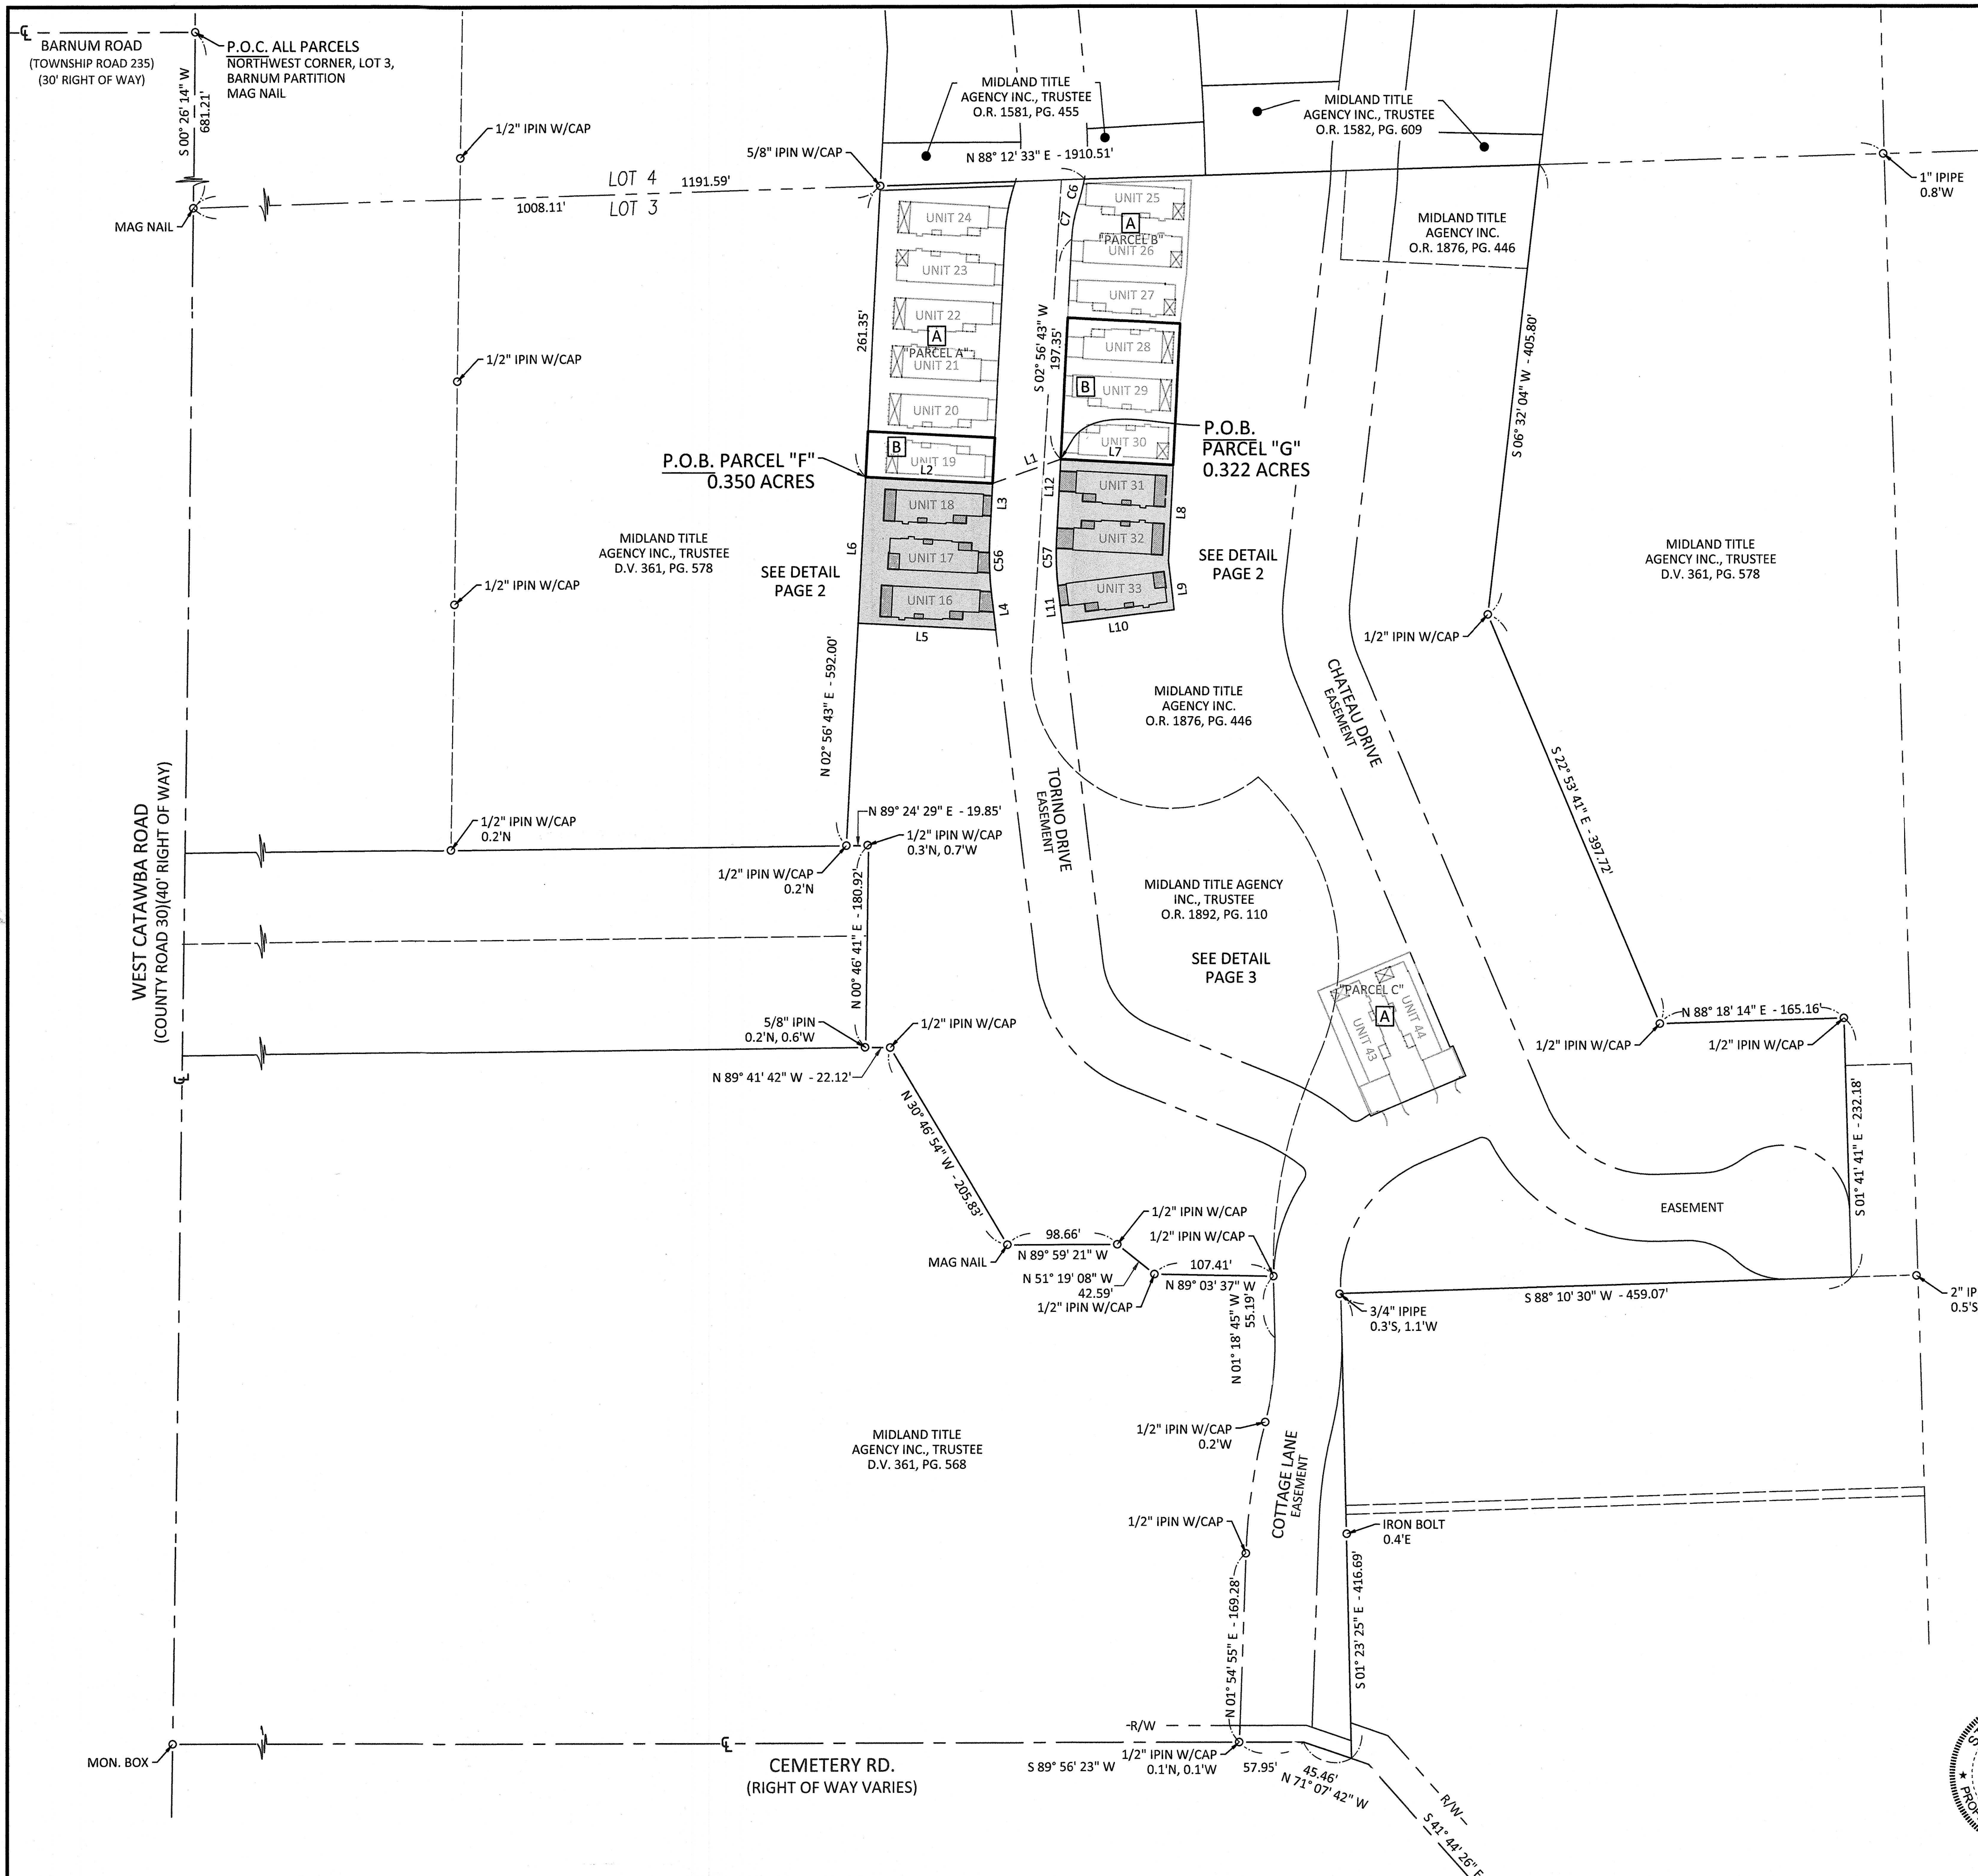 BARNUM ROAD
(TOWNSHIP ROAD 235)
(30' RIGHT OF WAY)
P.O.C. ALL PARCELS
NORTHWEST CORNER, LOT 3,
BARNUM PARTITION
MAG NAIL
S 00° 26' 14" W
681.21'
MAG NAIL
1/2" IPIN W/CAP
LOT 4
1191.59'
1008.11'
LOT 3
5/8" IPIN W/CAP
MIDLAND TITLE
AGENCY INC., TRUSTEE
O.R. 1581, PG. 455
N 88° 12' 33" E - 1910.51'
MIDLAND TITLE
AGENCY INC., TRUSTEE
O.R. 1582, PG. 609
1" IPIPE
0.8'W
MIDLAND TITLE
AGENCY INC.
O.R. 1876, PG. 446
UNIT 24
UNIT 23
UNIT 22
A
"PARCEL A"
UNIT 21
UNIT 20
B
UNIT 19
L2
261.35'
C6
C7
UNIT 25
A
"PARCEL B"
UNIT 26
UNIT 27
UNIT 28
B
UNIT 29
UNIT 30
L7
S 02° 56' 43" W
197.35'
L1
1/2" IPIN W/CAP
S 06° 32' 04" W - 405.80'
P.O.B. PARCEL "F"
0.350 ACRES
P.O.B.
PARCEL "G"
0.322 ACRES
UNIT 18
UNIT 17
UNIT 16
L3
C56
L4
L5
L6
UNIT 31
UNIT 32
UNIT 33
L12
C57
L11
L8
L9
L10
MIDLAND TITLE
AGENCY INC., TRUSTEE
D.V. 361, PG. 578
SEE DETAIL
PAGE 2
SEE DETAIL
PAGE 2
MIDLAND TITLE
AGENCY INC., TRUSTEE
D.V. 361, PG. 578
1/2" IPIN W/CAP
1/2" IPIN W/CAP
N 02° 56' 43" E - 592.00'
MIDLAND TITLE
AGENCY INC.
O.R. 1876, PG. 446
CHATEAU DRIVE
EASEMENT
S 22° 53' 41" E - 397.72'
TORINO DRIVE
EASEMENT
WEST CATAWBA ROAD
(COUNTY ROAD 30)(40' RIGHT OF WAY)
1/2" IPIN W/CAP
0.2'N
N 89° 24' 29" E - 19.85'
1/2" IPIN W/CAP
0.3'N, 0.7'W
1/2" IPIN W/CAP
0.2'N
N 00° 46' 41" E - 180.92'
MIDLAND TITLE AGENCY
INC., TRUSTEE
O.R. 1892, PG. 110
SEE DETAIL
PAGE 3
"PARCEL C"
A
UNIT 43
UNIT 44
5/8" IPIN
0.2'N, 0.6'W
1/2" IPIN W/CAP
N 89° 41' 42" W - 22.12'
N 88° 18' 14" E - 165.16'
1/2" IPIN W/CAP
1/2" IPIN W/CAP
S 01° 41' 41" E - 232.18'
N 30° 46' 54" W - 205.83'
EASEMENT
98.66'
N 89° 59' 21" W
MAG NAIL
1/2" IPIN W/CAP
1/2" IPIN W/CAP
107.41'
N 89° 03' 37" W
N 51° 19' 08" W
42.59'
1/2" IPIN W/CAP
N 01° 18' 45" W
55.19'
3/4" IPIPE
0.3'S, 1.1'W
S 88° 10' 30" W - 459.07'
2" IP
0.5'S
MIDLAND TITLE
AGENCY INC., TRUSTEE
D.V. 361, PG. 568
1/2" IPIN W/CAP
0.2'W
COTTAGE LANE
EASEMENT
1/2" IPIN W/CAP
IRON BOLT
0.4'E
N 01° 54' 55" E - 169.28'
S 01° 23' 25" E - 416.69'
R/W
MON. BOX
CEMETERY RD.
(RIGHT OF WAY VARIES)
S 89° 56' 23" W
1/2" IPIN W/CAP
0.1'N, 0.1'W
57.95'
45.46'
N 71° 07' 42" W
R/W
S 41° 44' 26" E